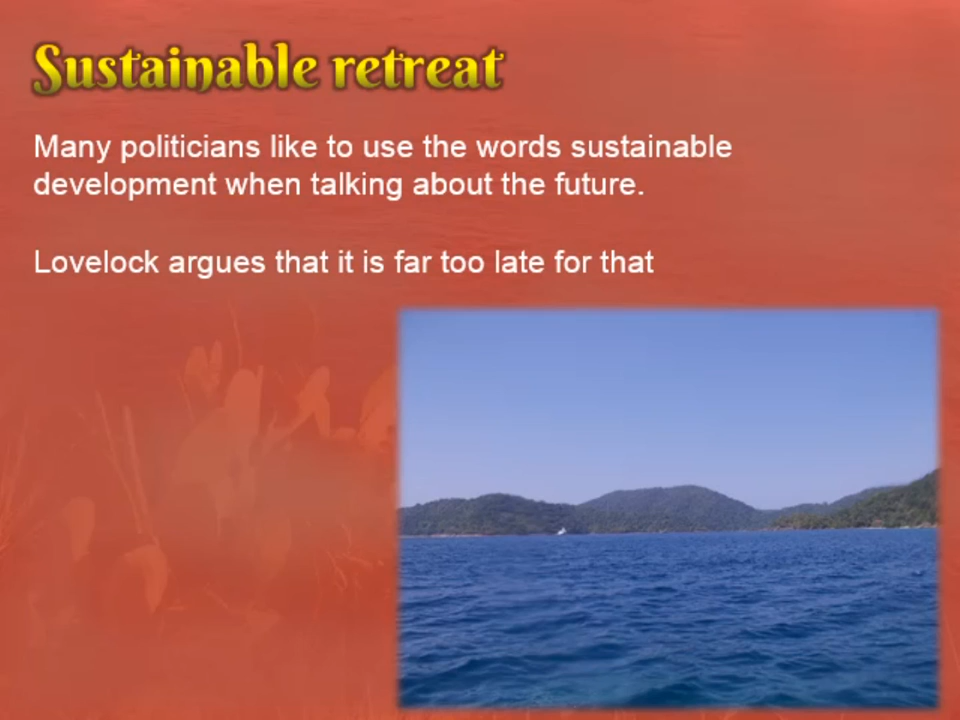 Sustainable retreat
Many politicians like to use the words sustainable
development when talking about the future.
Lovelock argues that it is far too late for that